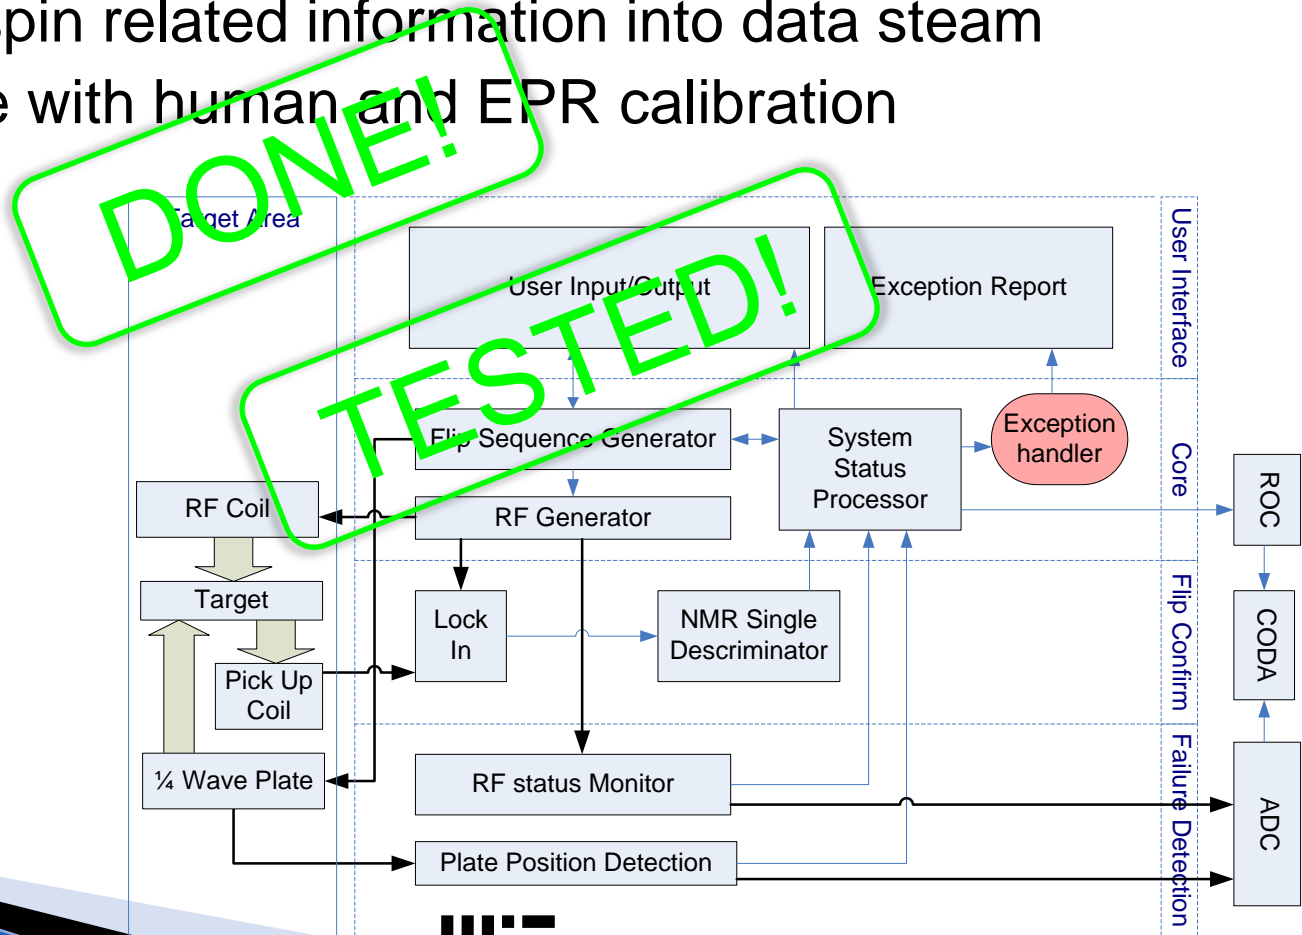 spin related information into data steam
e with human and EPR calibration
DONE!
TESTED!
Target Area
User Input/Output
Exception Report
User Interface
Flip Sequence Generator
System
Status
Processor
Exception
handler
Core
RF Coil
RF Generator
ROC
Target
Lock
In
NMR Single
Descriminator
Flip Confirm
CODA
Pick Up
Coil
¼ Wave Plate
RF status Monitor
Failure Detection
ADC
Plate Position Detection